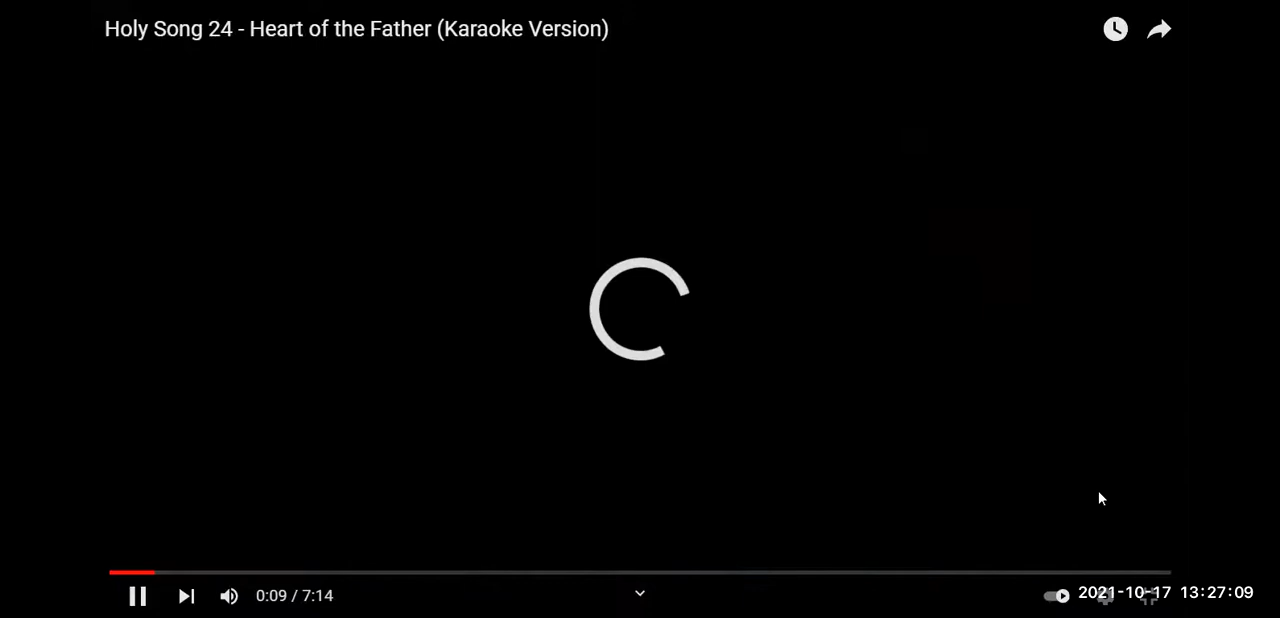 Holy Song 24 - Heart of the Father (Karaoke Version)
0:09 / 7:14
2021-10-17 13:27:09